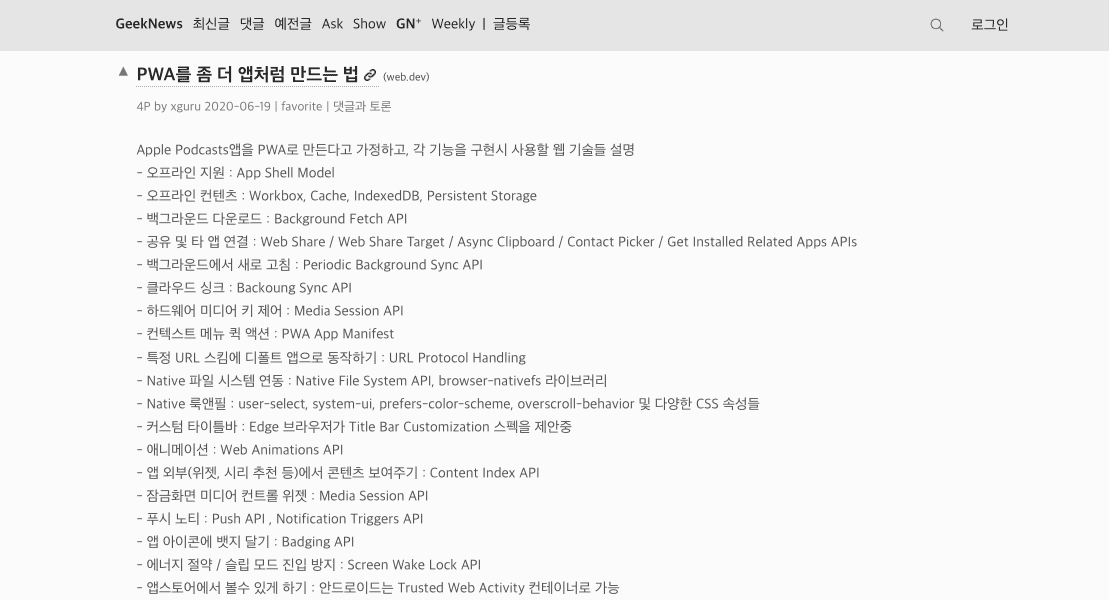 GeekNews 최신글 댓글 예전글 Ask Show GN⁺ Weekly | 글등록 로그인
▲ PWA를 좀 더 앱처럼 만드는 법 (web.dev)
4P by xguru 2020-06-19 | favorite | 댓글과 토론
Apple Podcasts앱을 PWA로 만든다고 가정하고, 각 기능을 구현시 사용할 웹 기술들 설명
- 오프라인 지원 : App Shell Model
- 오프라인 컨텐츠 : Workbox, Cache, IndexedDB, Persistent Storage
- 백그라운드 다운로드 : Background Fetch API
- 공유 및 타 앱 연결 : Web Share / Web Share Target / Async Clipboard / Contact Picker / Get Installed Related Apps APIs
- 백그라운드에서 새로 고침 : Periodic Background Sync API
- 클라우드 싱크 : Backoung Sync API
- 하드웨어 미디어 키 제어 : Media Session API
- 컨텍스트 메뉴 퀵 액션 : PWA App Manifest
- 특정 URL 스킴에 디폴트 앱으로 동작하기 : URL Protocol Handling
- Native 파일 시스템 연동 : Native File System API, browser-nativefs 라이브러리
- Native 룩앤필 : user-select, system-ui, prefers-color-scheme, overscroll-behavior 및 다양한 CSS 속성들
- 커스텀 타이틀바 : Edge 브라우저가 Title Bar Customization 스펙을 제안중
- 애니메이션 : Web Animations API
- 앱 외부(위젯, 시리 추천 등)에서 콘텐츠 보여주기 : Content Index API
- 잠금화면 미디어 컨트롤 위젯 : Media Session API
- 푸시 노티 : Push API , Notification Triggers API
- 앱 아이콘에 뱃지 달기 : Badging API
- 에너지 절약 / 슬립 모드 진입 방지 : Screen Wake Lock API
- 앱스토어에서 볼수 있게 하기 : 안드로이드는 Trusted Web Activity 컨테이너로 가능